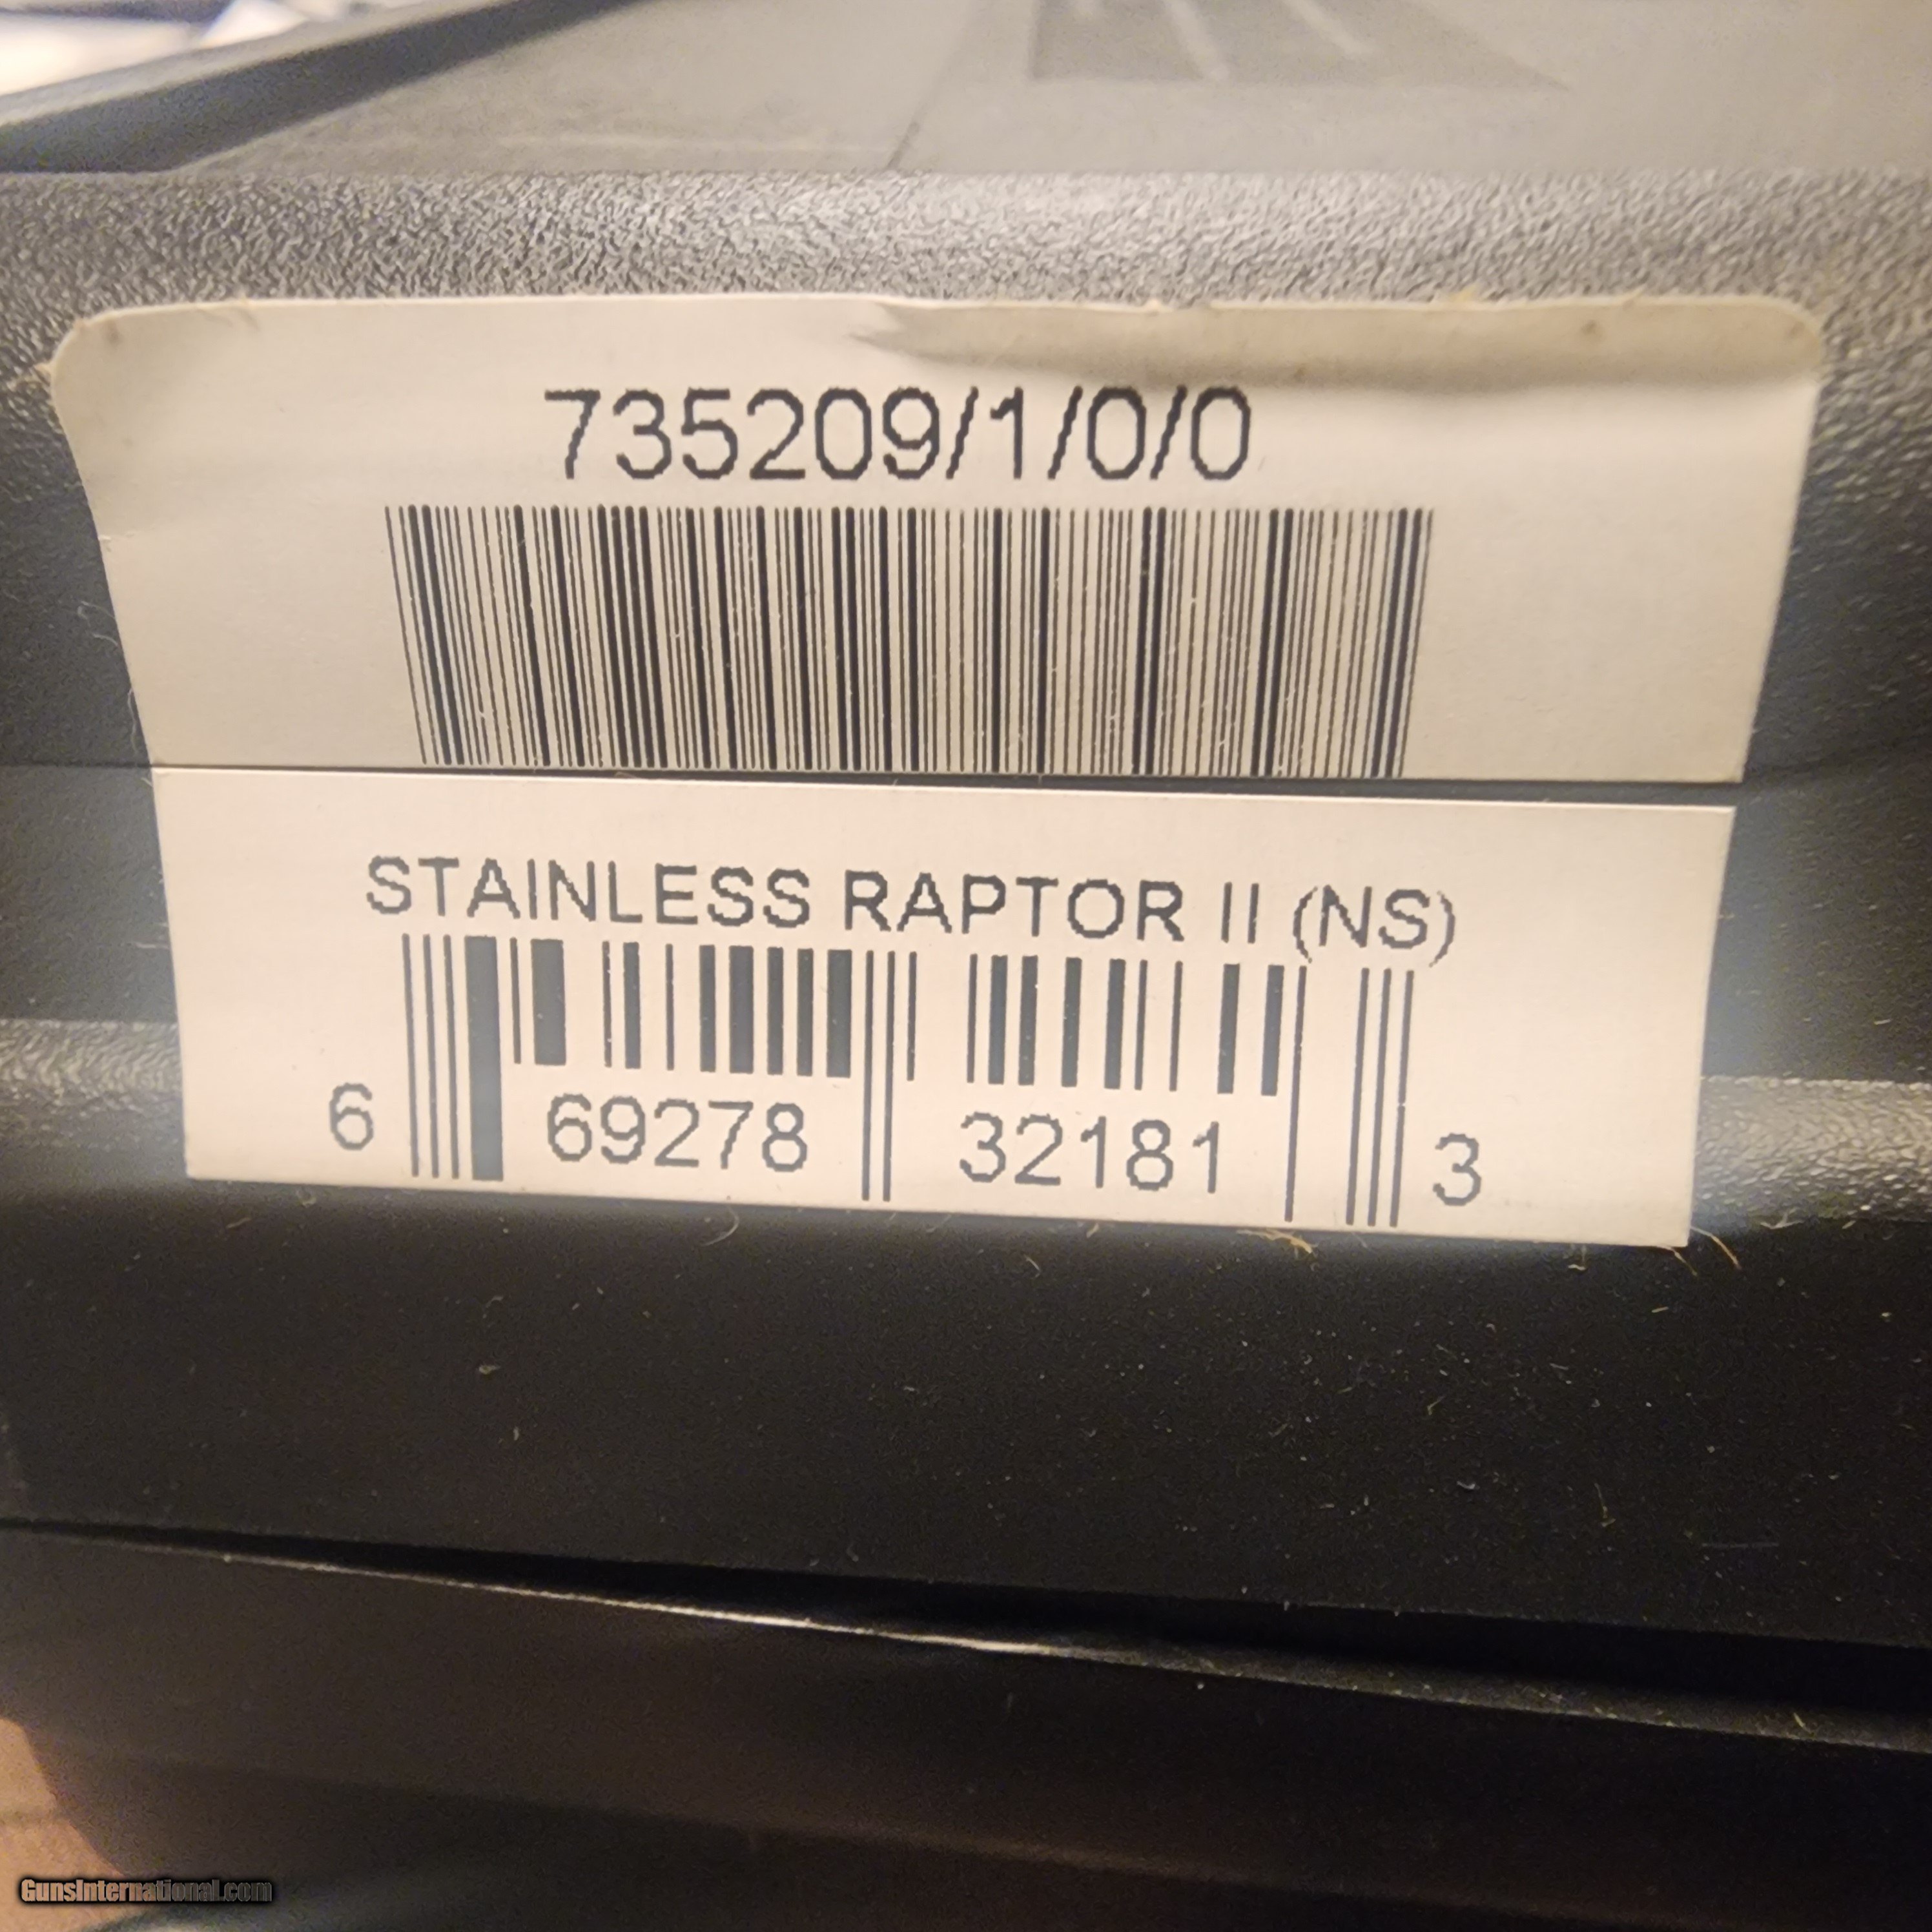 735209/1/0/0
STAINLESS RAPTOR II (NS)
6 69278 32181 3
GunsInternational.com